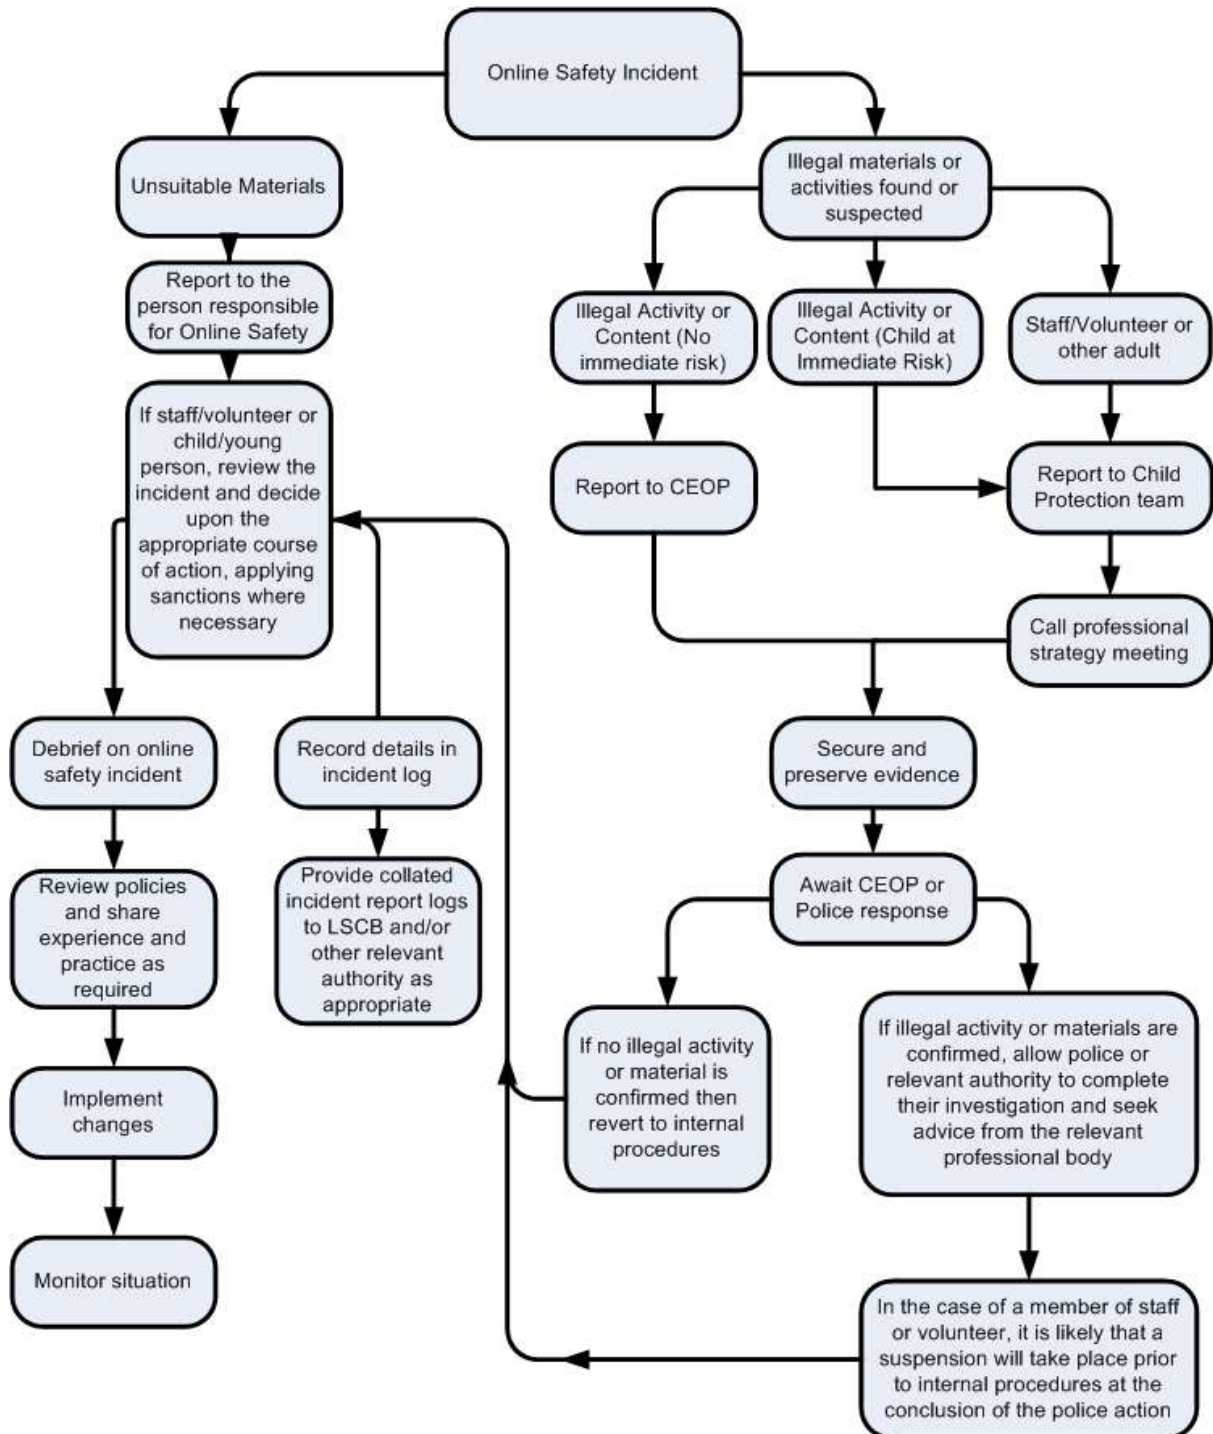 Online Safety Incident
Unsuitable Materials
Report to the
person responsible
for Online Safety
If staff/volunteer or
child/young
person, review the
incident and decide
upon the
appropriate course
of action, applying
sanctions where
necessary
Debrief on online
safety incident
Review policies
and share
experience and
practice as
required
Implement
changes
Monitor situation
Record details in
incident log
Provide collated
incident report logs
to LSCB and/or
other relevant
authority as
appropriate
Illegal materials or
activities found or
suspected
Illegal Activity or
Content (No
immediate risk)
Illegal Activity or
Content (Child at
Immediate Risk)
Staff/Volunteer or
other adult
Report to CEOP
Report to Child
Protection team
Call professional
strategy meeting
Secure and
preserve evidence
Await CEOP or
Police response
If no illegal activity
or material is
confirmed then
revert to internal
procedures
If illegal activity or materials are
confirmed, allow police or
relevant authority to complete
their investigation and seek
advice from the relevant
professional body
In the case of a member of staff
or volunteer, it is likely that a
suspension will take place prior
to internal procedures at the
conclusion of the police action